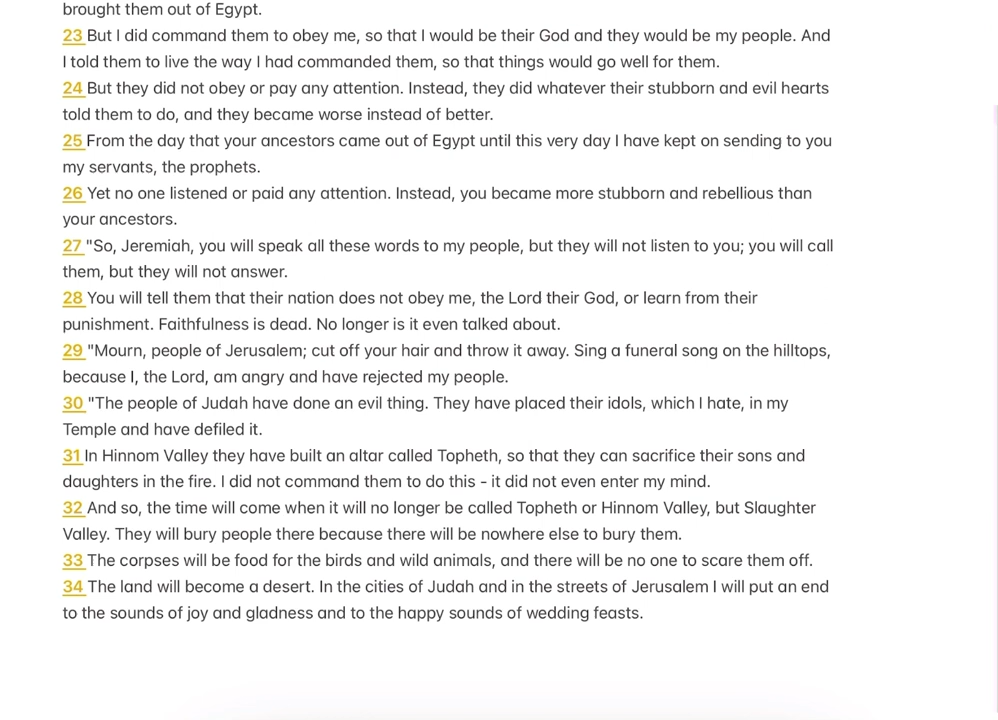 brought them out of Egypt.
23 But I did command them to obey me, so that I would be their God and they would be my people. And
I told them to live the way I had commanded them, so that things would go well for them.
24 But they did not obey or pay any attention. Instead, they did whatever their stubborn and evil hearts
told them to do, and they became worse instead of better.
25 From the day that your ancestors came out of Egypt until this very day I have kept on sending to you
my servants, the prophets.
26 Yet no one listened or paid any attention. Instead, you became more stubborn and rebellious than
your ancestors.
27 "So, Jeremiah, you will speak all these words to my people, but they will not listen to you; you will call
them, but they will not answer.
28 You will tell them that their nation does not obey me, the Lord their God, or learn from their
punishment. Faithfulness is dead. No longer is it even talked about.
29 "Mourn, people of Jerusalem; cut off your hair and throw it away. Sing a funeral song on the hilltops,
because I, the Lord, am angry and have rejected my people.
30 "The people of Judah have done an evil thing. They have placed their idols, which I hate, in my
Temple and have defiled it.
31 In Hinnom Valley they have built an altar called Topheth, so that they can sacrifice their sons and
daughters in the fire. I did not command them to do this - it did not even enter my mind.
32 And so, the time will come when it will no longer be called Topheth or Hinnom Valley, but Slaughter
Valley. They will bury people there because there will be nowhere else to bury them.
33 The corpses will be food for the birds and wild animals, and there will be no one to scare them off.
34 The land will become a desert. In the cities of Judah and in the streets of Jerusalem I will put an end
to the sounds of joy and gladness and to the happy sounds of wedding feasts.